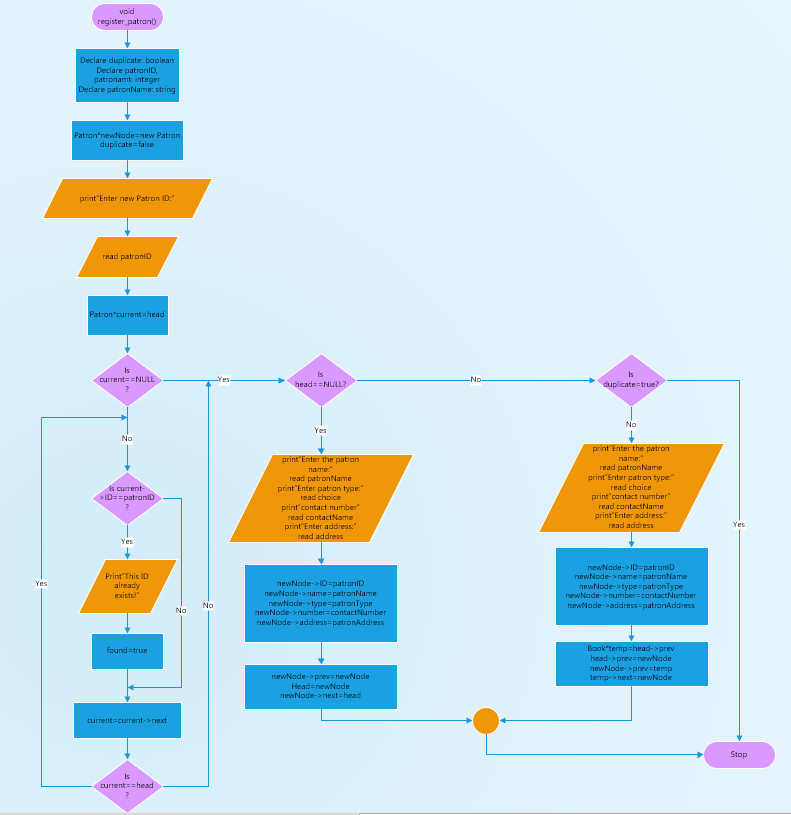 void
register_patron()
Declare duplicate: boolean
Declare patronID,
patronamt: integer
Declare patronName: string
Patron*newNode=new Patron
duplicate=false
print"Enter new Patron ID:"
read patronID
Patron*current=head
Is
current==NULL
?
Yes
Is
head==NULL?
No
Is
duplicate=true?
No
Yes
No
Is current-
>ID==patronID
?
Yes
Print"This ID
already
exists!"
No
found=true
current=current->next
Is
current==head
?
Yes
No
print"Enter the patron
name:"
read patronName
print"Enter patron type:"
read choice
print"contact number"
read contactName
print"Enter address:"
read address
newNode->ID=patronID
newNode->name=patronName
newNode->type=patronType
newNode->number=contactNumber
newNode->address=patronAddress
newNode->prev=newNode
Head=newNode
newNode->next=head
print"Enter the patron
name:"
read patronName
print"Enter patron type:"
read choice
print"contact number"
read contactName
print"Enter address:"
read address
newNode->ID=patronID
newNode->name=patronName
newNode->type=patronType
newNode->number=contactNumber
newNode->address=patronAddress
Book*temp=head->prev
head->prev=newNode
newNode->prev=temp
temp->next=newNode
Yes
Stop